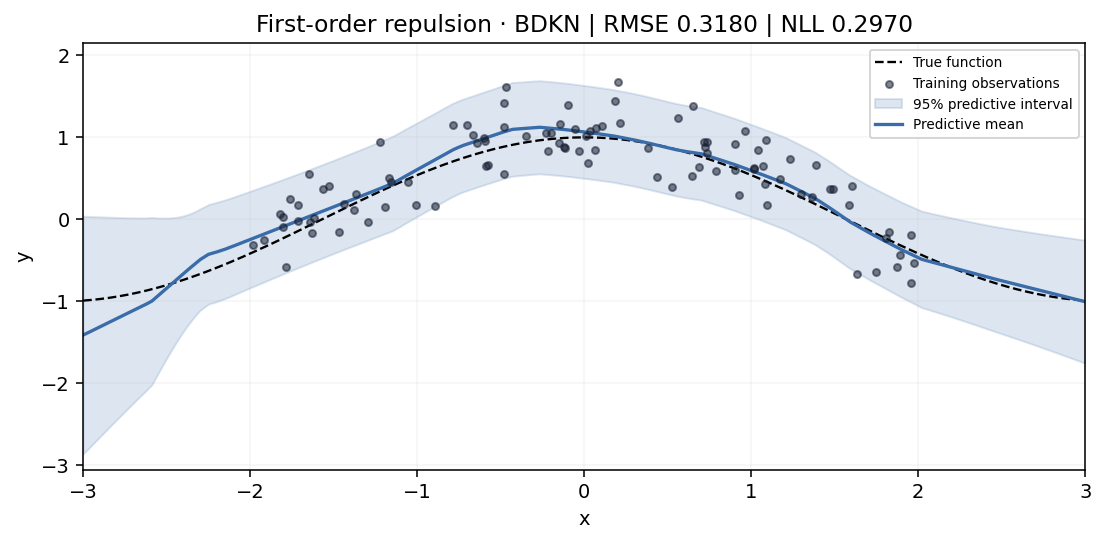 First-order repulsion · BDKN | RMSE 0.3180 | NLL 0.2970
True function
Training observations
95% predictive interval
Predictive mean
y
2
1
0
−1
−2
−3
−3
−2
−1
0
1
2
3
x